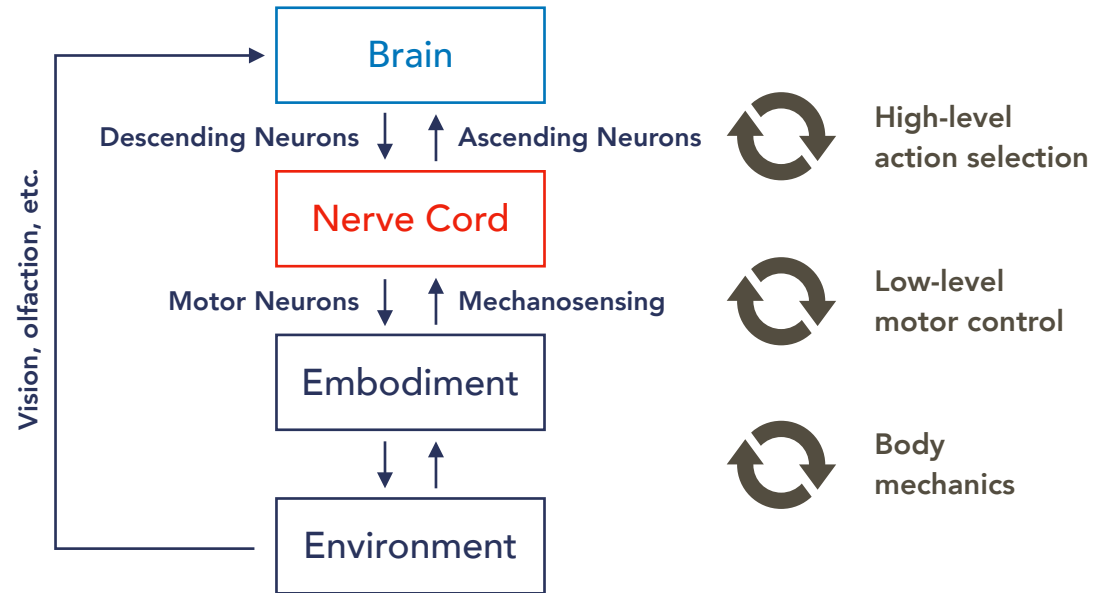 Brain
Descending Neurons
Ascending Neurons
High-level
action selection
Vision, olfaction, etc.
Nerve Cord
Motor Neurons
Mechanosensing
Low-level
motor control
Embodiment
Body
mechanics
Environment